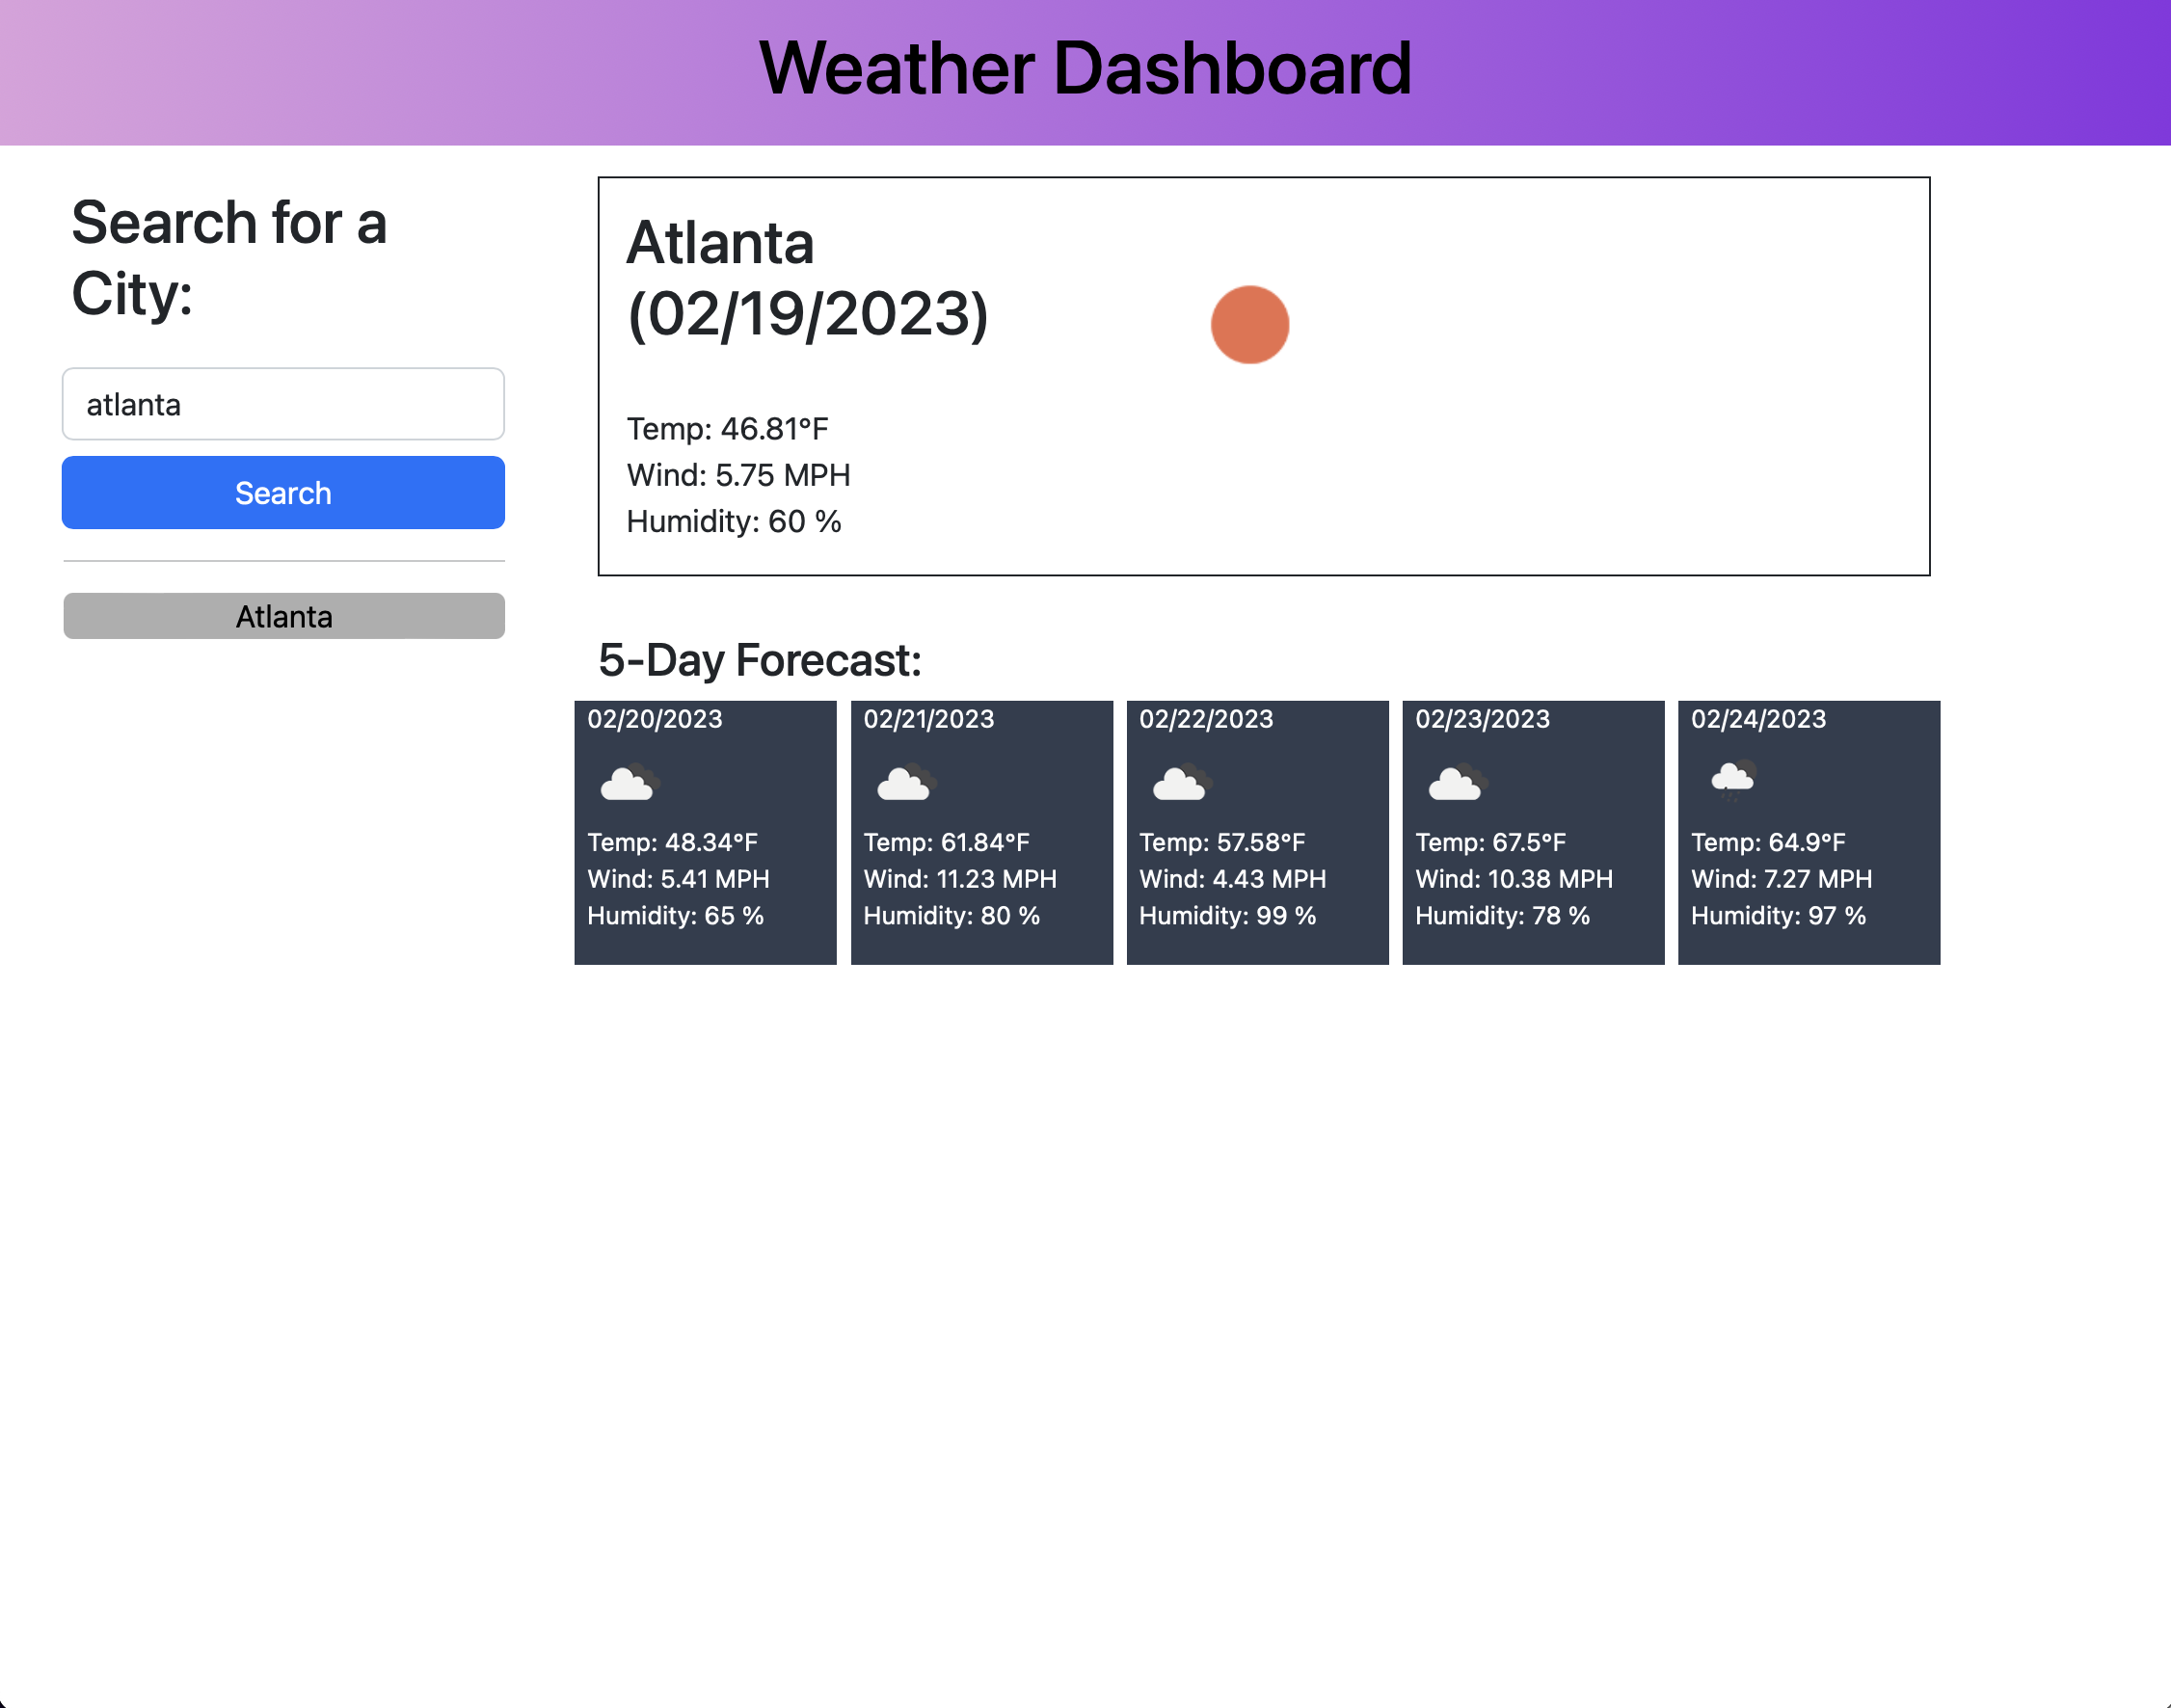 Weather Dashboard
Search for a
City:
atlanta
Search
Atlanta
Atlanta
(02/19/2023)
Temp: 46.81°F
Wind: 5.75 MPH
Humidity: 60 %
5-Day Forecast:
02/20/2023
Temp: 48.34°F
Wind: 5.41 MPH
Humidity: 65 %
02/21/2023
Temp: 61.84°F
Wind: 11.23 MPH
Humidity: 80 %
02/22/2023
Temp: 57.58°F
Wind: 4.43 MPH
Humidity: 99 %
02/23/2023
Temp: 67.5°F
Wind: 10.38 MPH
Humidity: 78 %
02/24/2023
Temp: 64.9°F
Wind: 7.27 MPH
Humidity: 97 %